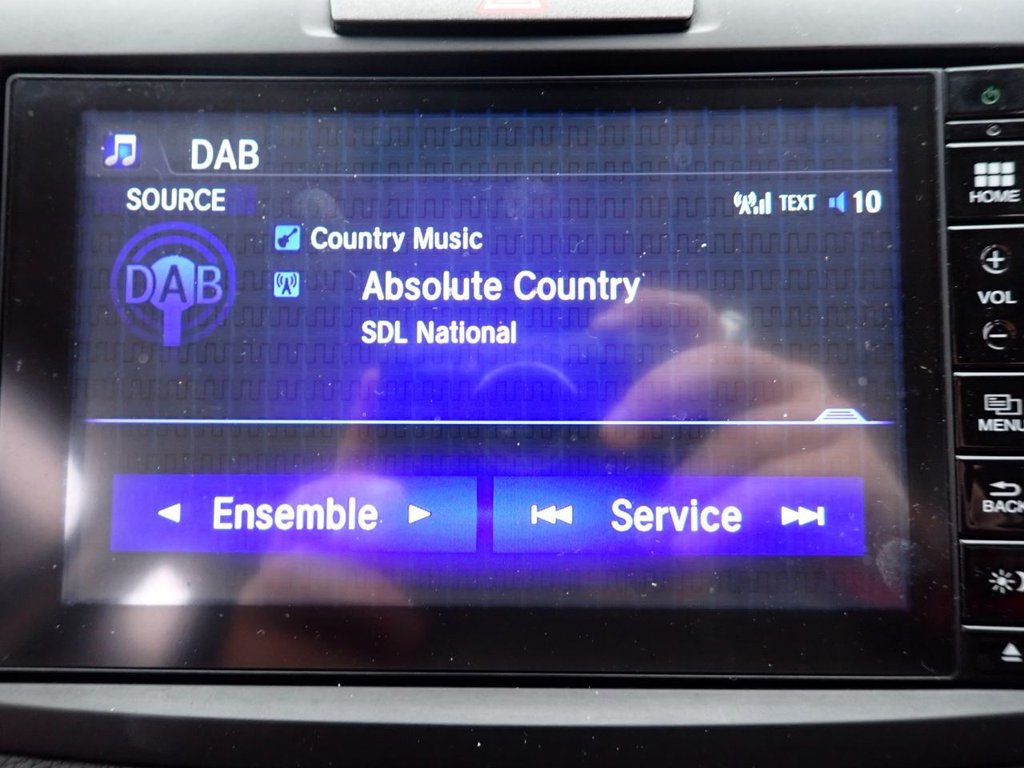 DAB
SOURCE
TEXT 10
DAB
Country Music
Absolute Country
SDL National
Ensemble
Service
HOME
VOL
MENU
BACK